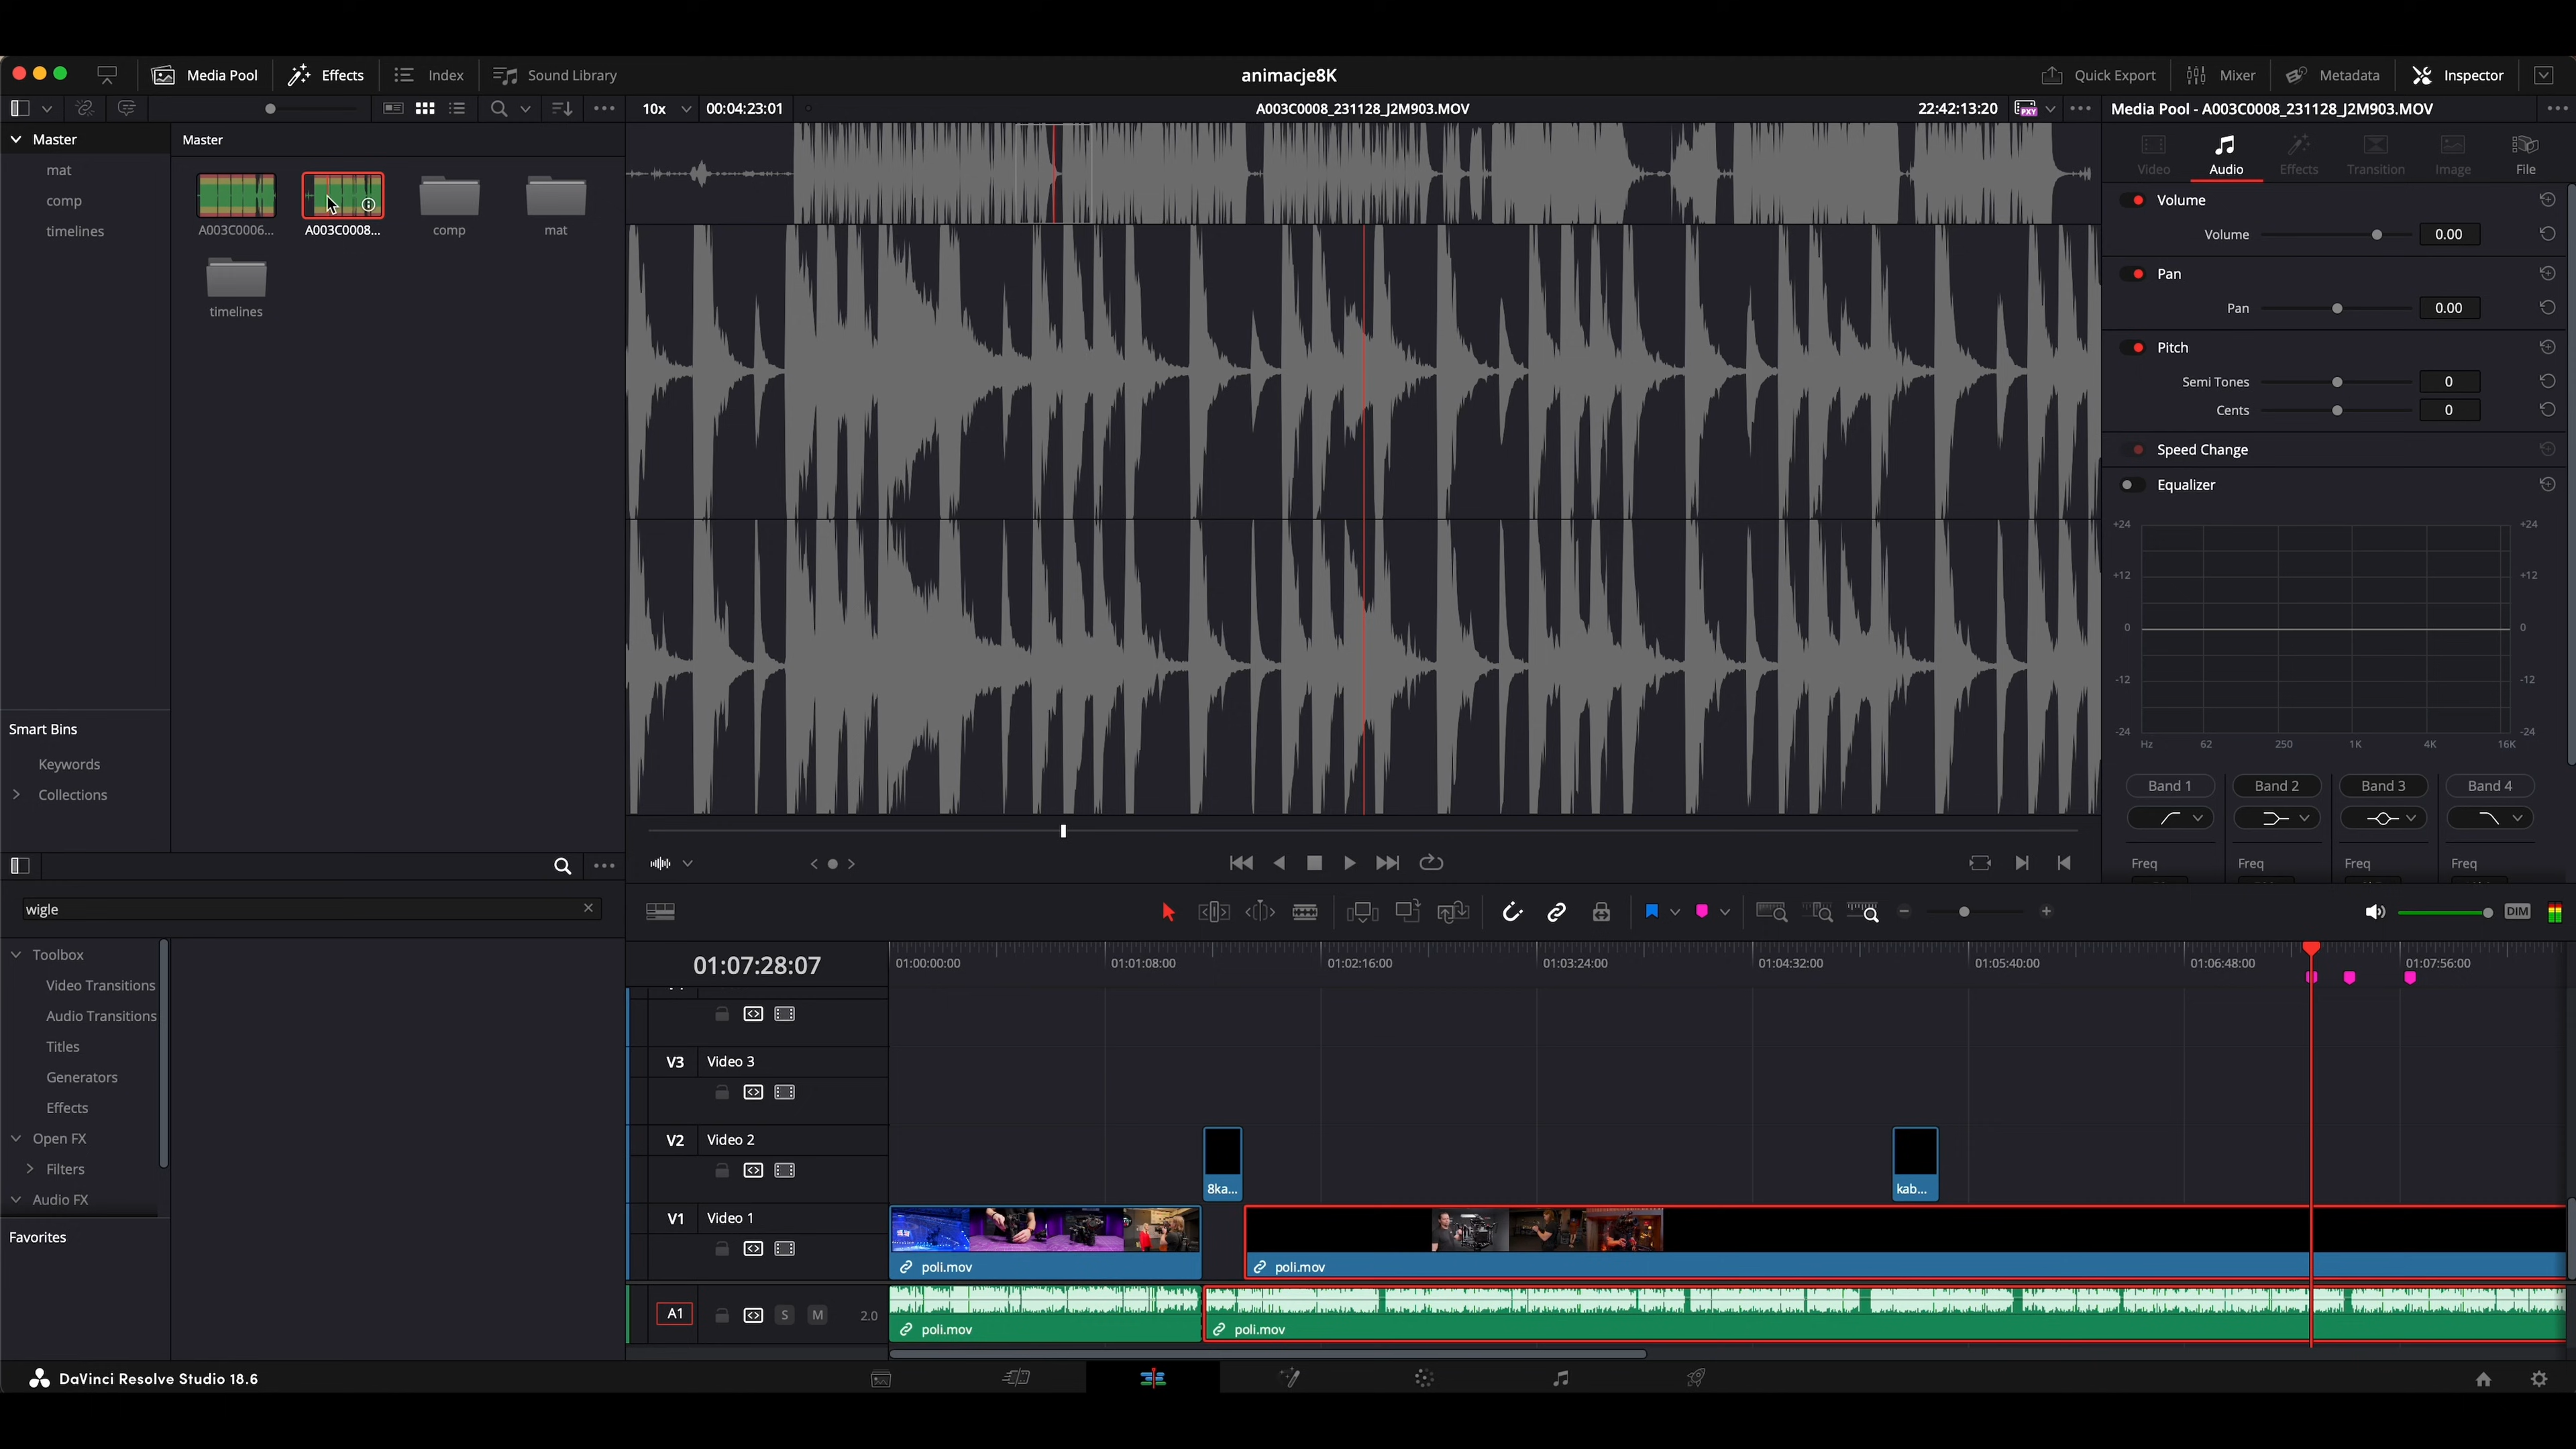 Media Pool Effects Index Sound Library animacje8K Quick Export Mixer Metadata Inspector
10x 00:04:23:01 A003C0008_231128_J2M903.MOV 22:42:13:20 PXY Media Pool - A003C0008_231128_J2M903.MOV
Master Master
mat
comp
timelines
A003C0006... A003C0008... comp mat
timelines
Video Audio Effects Transition Image File
Volume
Volume 0.00
Pan
Pan 0.00
Pitch
Semi Tones 0
Cents 0
Speed Change
Equalizer
+24 +24
+12 +12
0 0
-12 -12
-24 -24
Hz 62 250 1K 4K 16K
Band 1 Band 2 Band 3 Band 4
Freq Freq Freq Freq
Smart Bins
Keywords
Collections
wigle
Toolbox
Video Transitions
Audio Transitions
Titles
Generators
Effects
Open FX
Filters
Audio FX
Favorites
DIM
01:07:28:07
01:00:00:00 01:01:08:00 01:02:16:00 01:03:24:00 01:04:32:00 01:05:40:00 01:06:48:00 01:07:56:00
V3 Video 3
V2 Video 2
8ka... kab...
V1 Video 1
poli.mov poli.mov
A1 S M 2.0
poli.mov poli.mov
DaVinci Resolve Studio 18.6